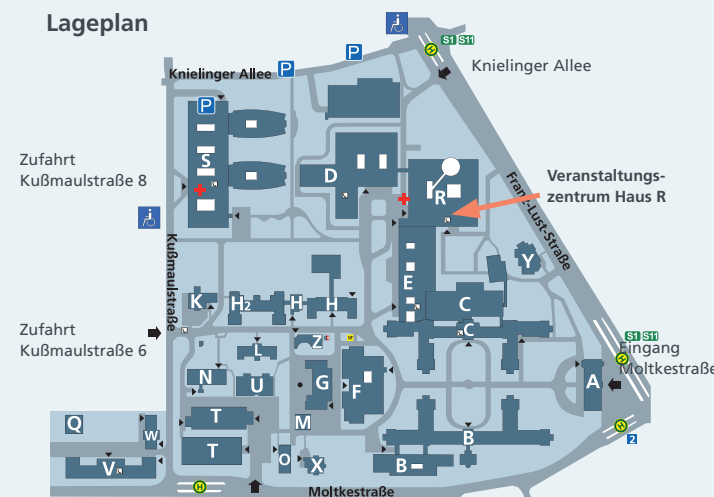 Lageplan
S1 S11
H
P
P
Knielinger Allee
Knielinger Allee
P
S
D
R
Zufahrt
Kußmaulstraße 8
Veranstaltungs-
zentrum Haus R
Franz-Lust-Straße
Kußmaulstraße
Y
E
K
H2
H
H
C
C
Zufahrt
Kußmaulstraße 6
Z
L
S1 S11
H
Eingang
Moltkestraße
N
U
G
F
A
Q
W
T
M
H
2
B
T
V
O
X
B
H
Moltkestraße